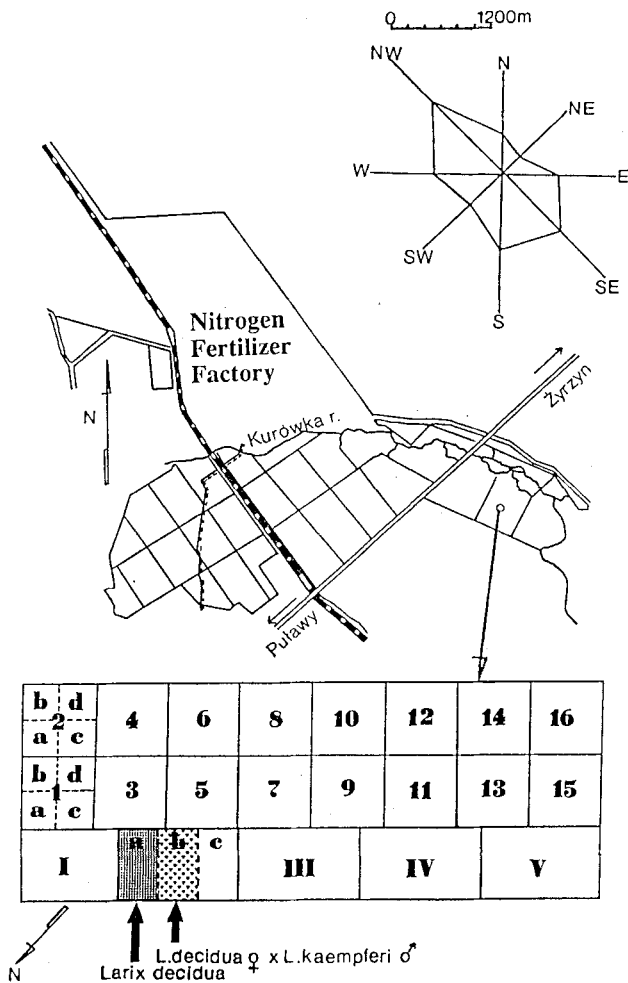 0 1200m
NW
N
NE
W
E
SW
SE
S
Nitrogen
Fertilizer
Factory
N
Kurówka r.
Żyrzyn
Puławy
b d 4 6 8 10 12 14 16
2
a c
b d 3 5 7 9 11 13 15
1
a c
I a b c III IV V
L.decidua ♀ x L.kaempferi ♂
Larix decidua ♀
N